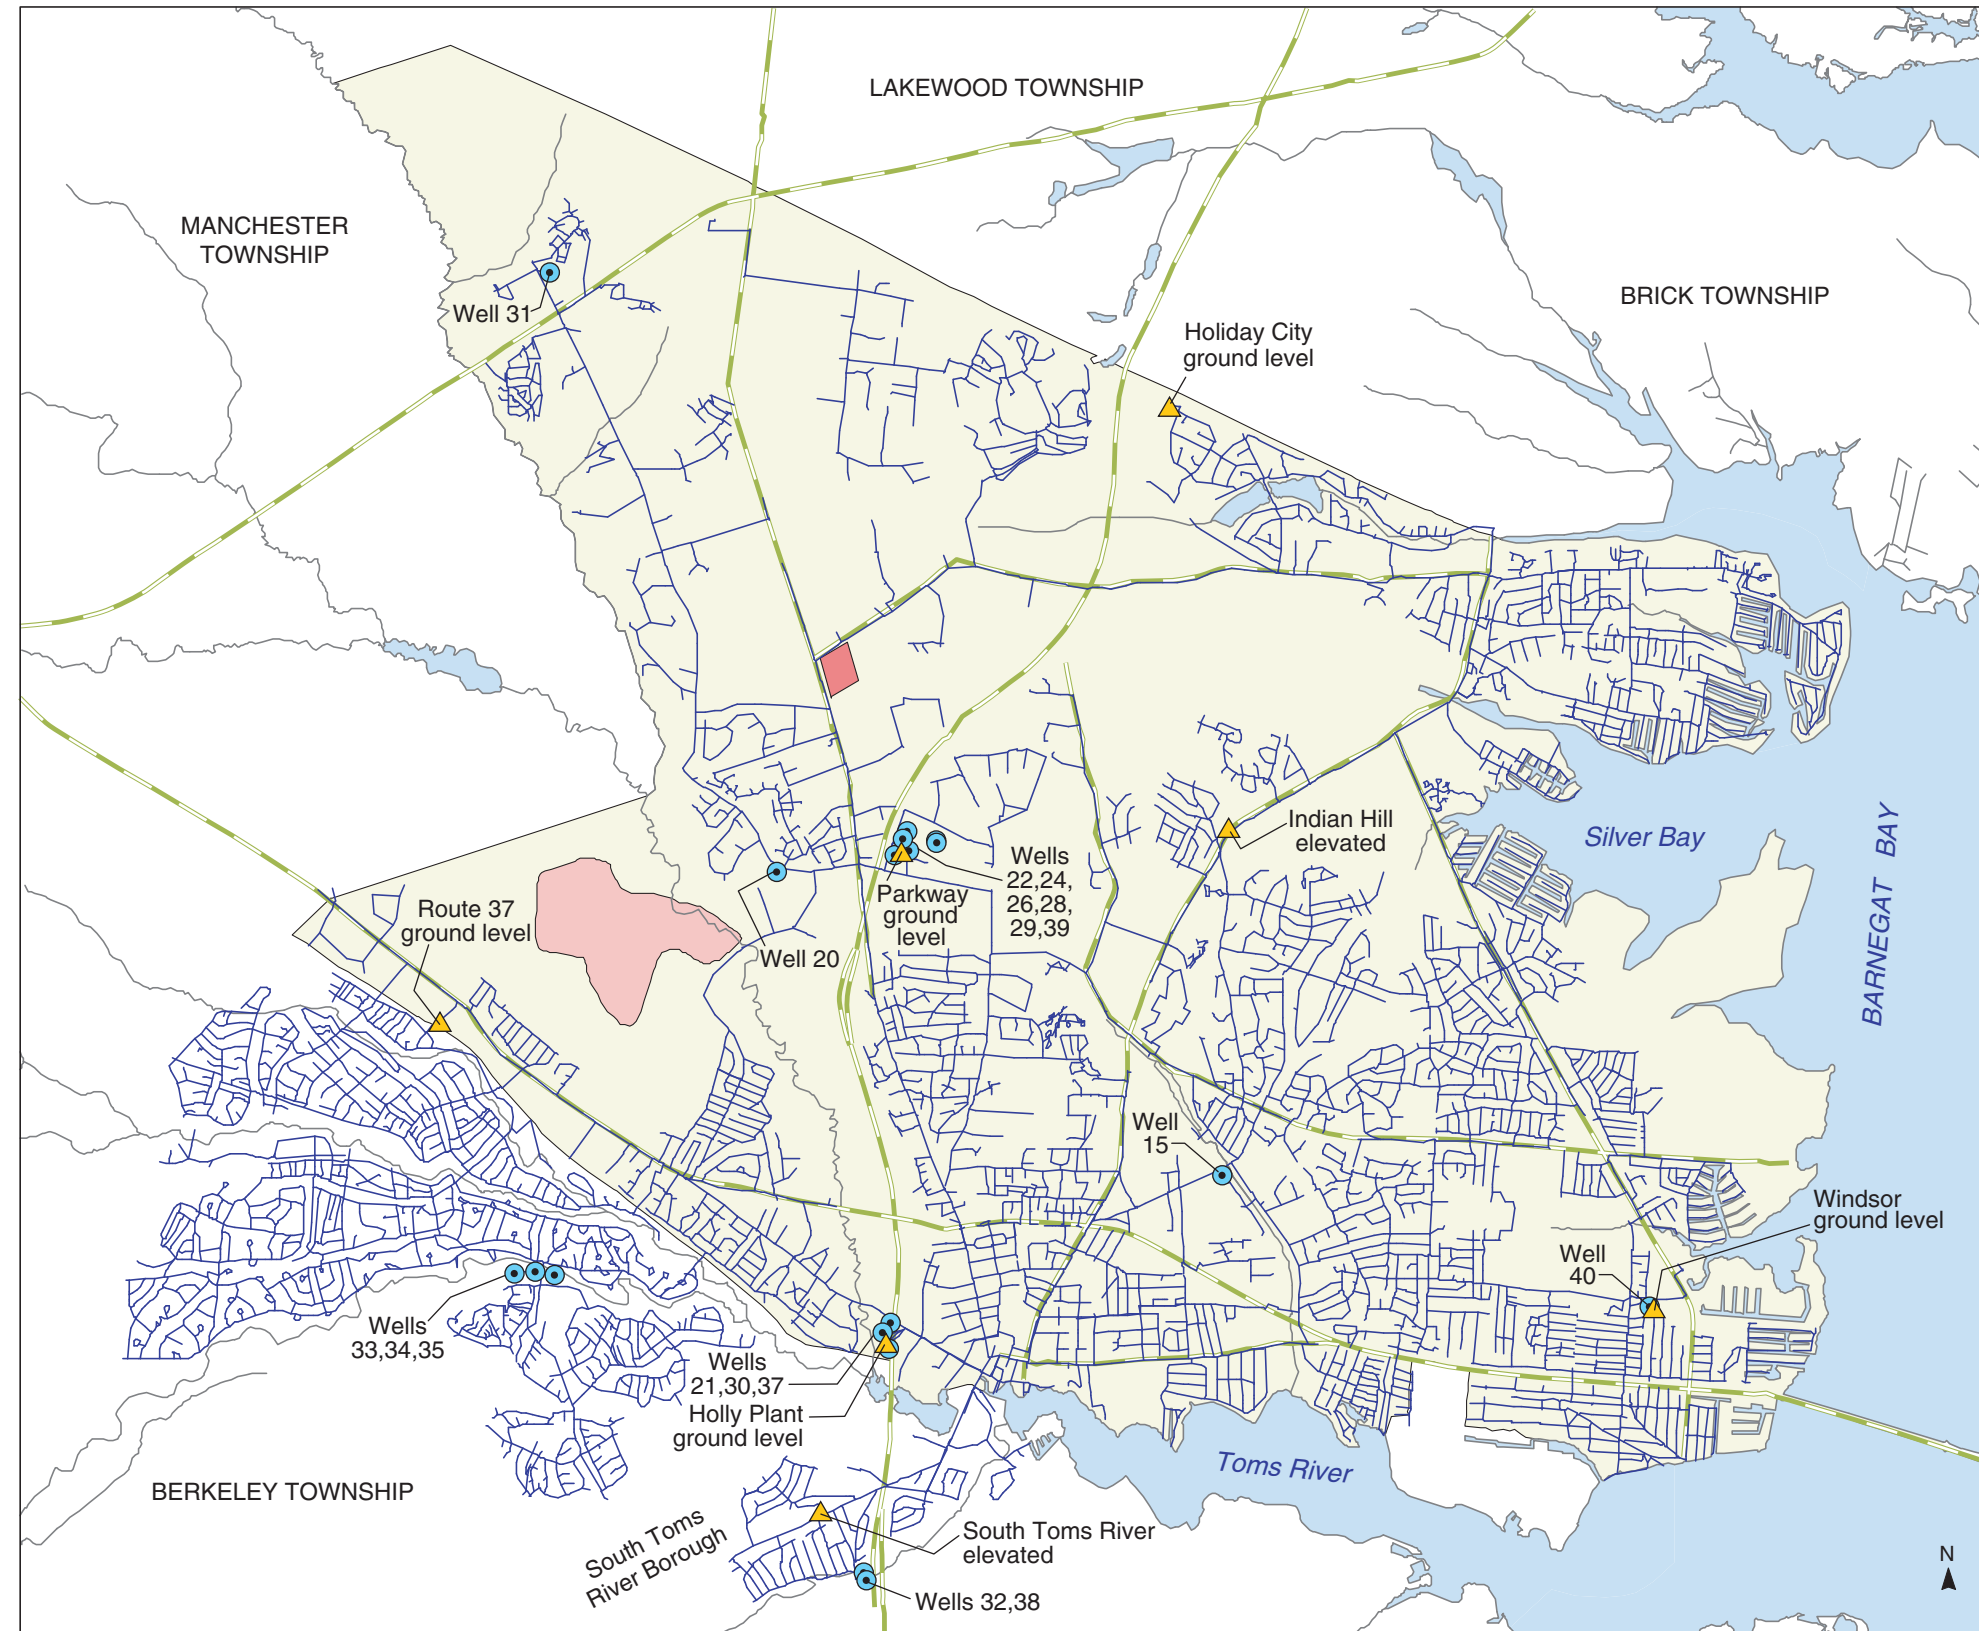 LAKEWOOD TOWNSHIP
MANCHESTER
TOWNSHIP
BRICK TOWNSHIP
Well 31
Holiday City
ground level
Indian Hill
elevated
Silver Bay
BARNEGAT BAY
Wells
22,24,
26,28,
29,39
Parkway
ground
level
Route 37
ground level
Well 20
Well
15
Windsor
ground level
Well
40
Wells
33,34,35
Wells
21,30,37
Holly Plant
ground level
Toms River
BERKELEY TOWNSHIP
South Toms
River Borough
South Toms River
elevated
Wells 32,38
N